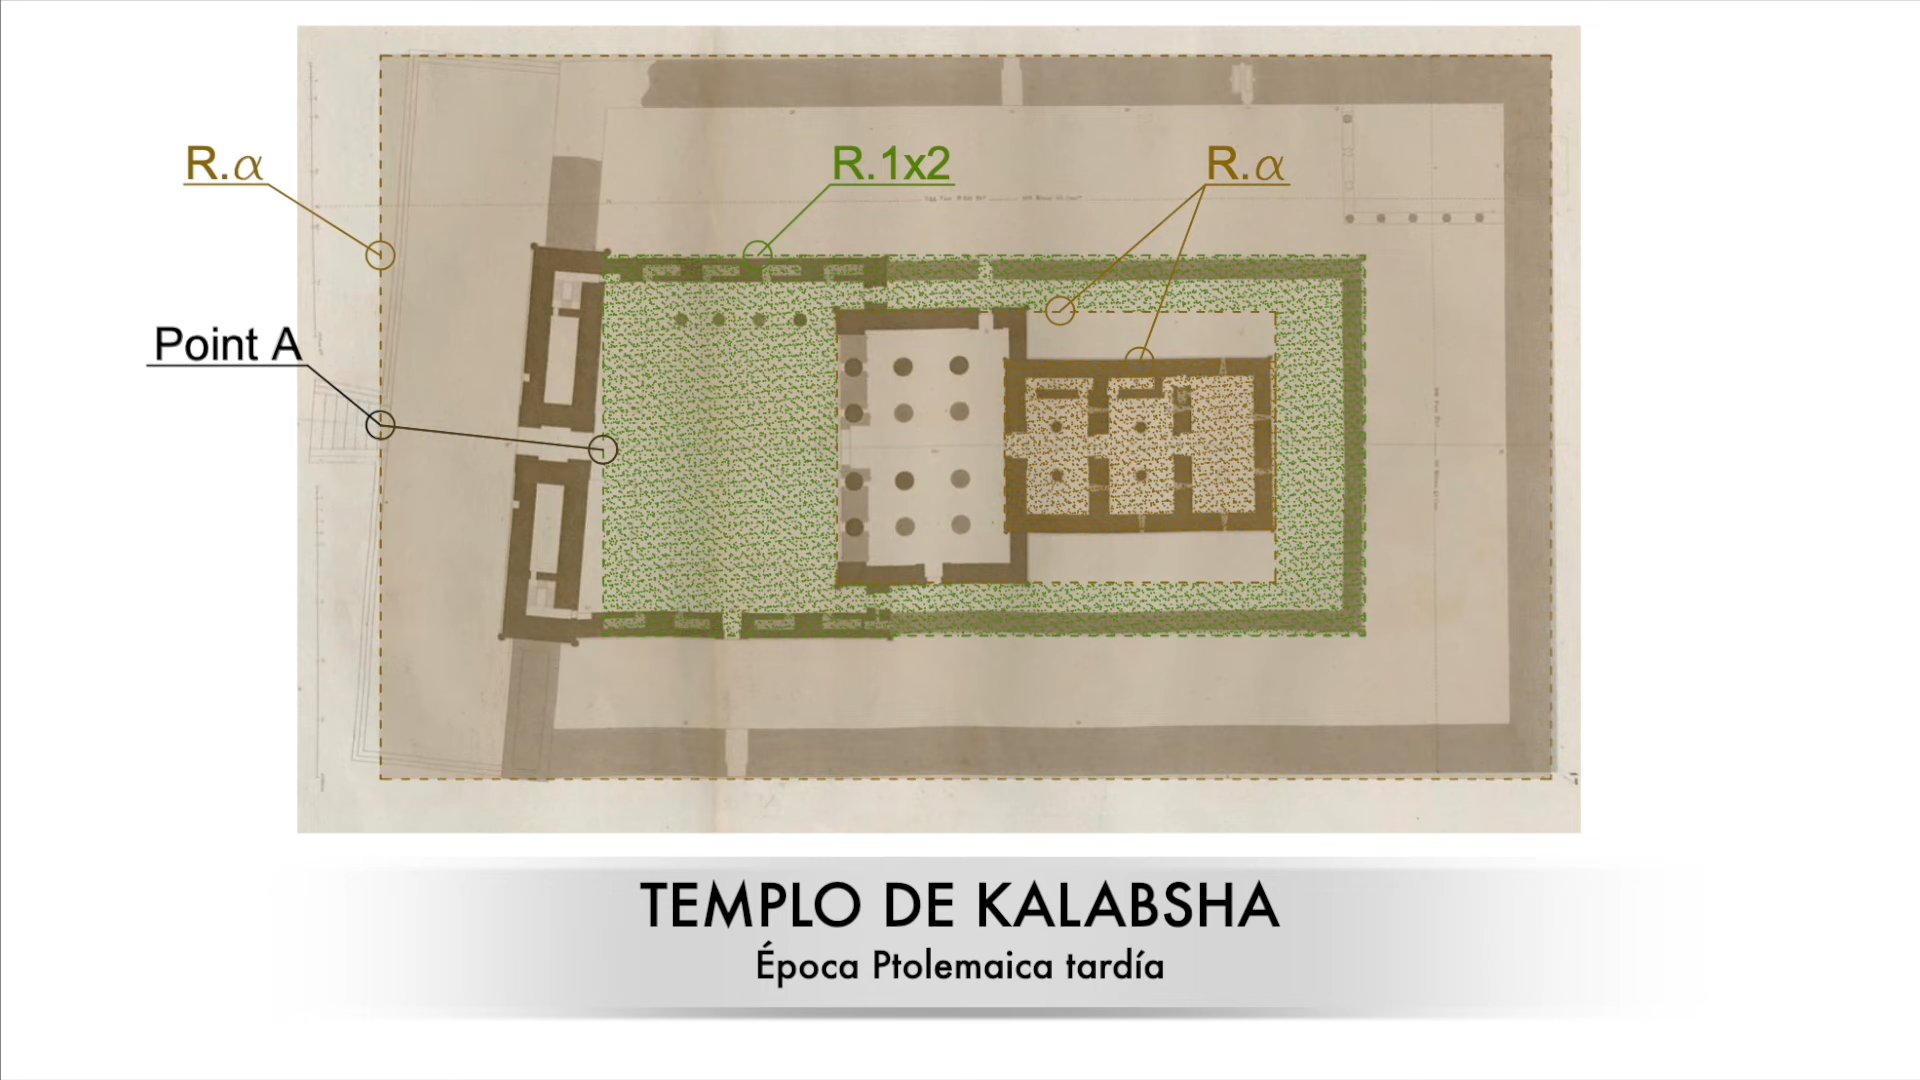 R.α
R.1x2
R.α
Point A
TEMPLO DE KALABSHA
Época Ptolemaica tardía